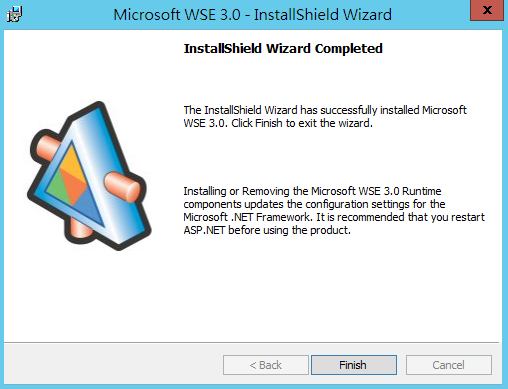 Microsoft WSE 3.0 - InstallShield Wizard
x
InstallShield Wizard Completed
The InstallShield Wizard has successfully installed Microsoft
WSE 3.0. Click Finish to exit the wizard.
Installing or Removing the Microsoft WSE 3.0 Runtime
components updates the configuration settings for the
Microsoft .NET Framework. It is recommended that you restart
ASP.NET before using the product.
< Back
Finish
Cancel